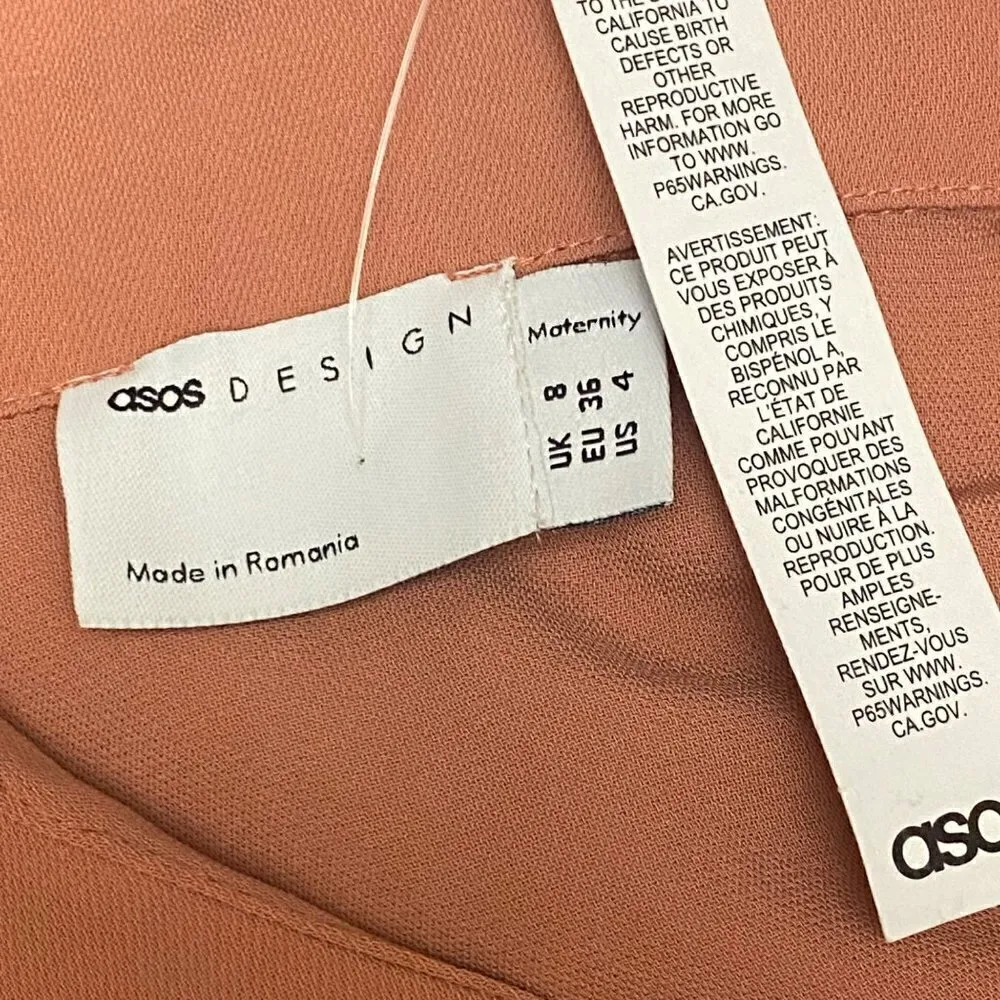 asos DESIGN
Made in Romania
Maternity
UK 8
EU 36
US 4
TO THE
CALIFORNIA TO
CAUSE BIRTH
DEFECTS OR
OTHER
REPRODUCTIVE
HARM. FOR MORE
INFORMATION GO
TO WWW.
P65WARNINGS.
CA.GOV.
AVERTISSEMENT:
CE PRODUIT PEUT
VOUS EXPOSER À
DES PRODUITS
CHIMIQUES, Y
COMPRIS LE
BISPÉNOL A,
RECONNU PAR
L'ÉTAT DE
CALIFORNIE
COMME POUVANT
PROVOQUER DES
MALFORMATIONS
CONGÉNITALES
OU NUIRE À LA
REPRODUCTION.
POUR DE PLUS
AMPLES
RENSEIGNE-
MENTS,
RENDEZ-VOUS
SUR WWW.
P65WARNINGS.
CA.GOV.
aso